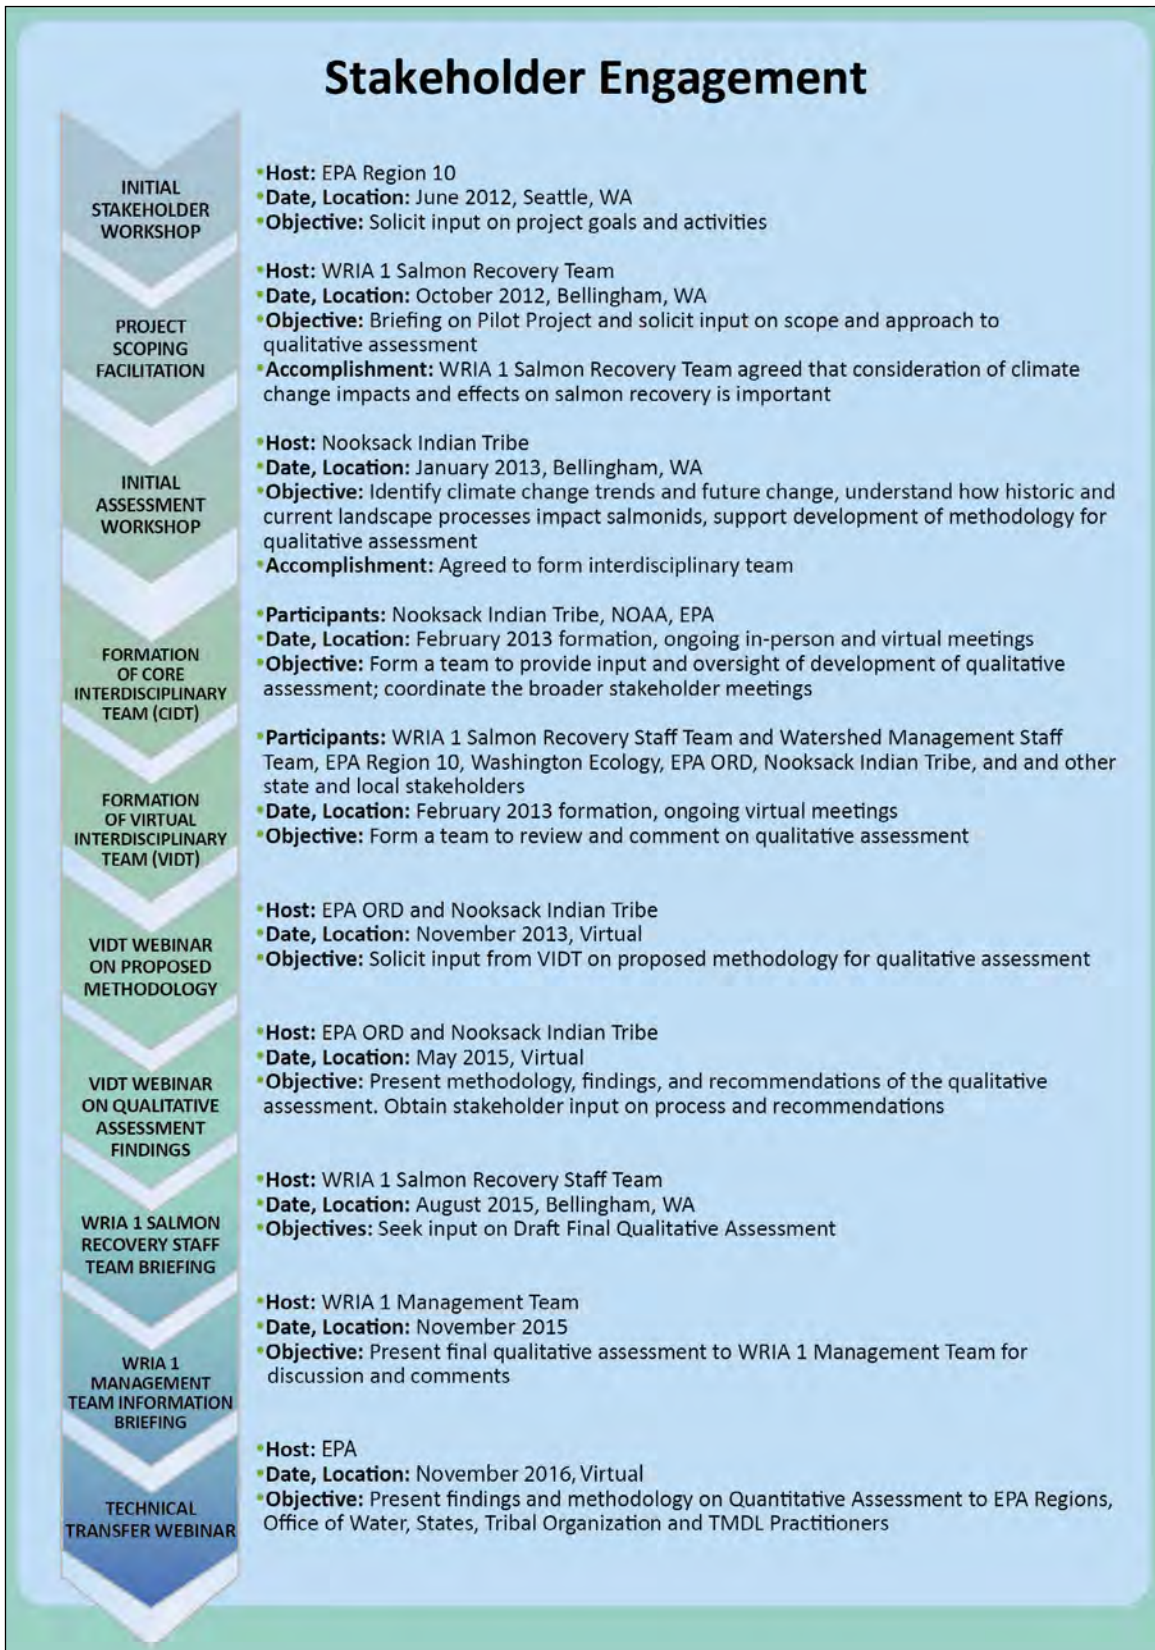 Stakeholder Engagement
INITIAL
STAKEHOLDER
WORKSHOP
•Host: EPA Region 10
•Date, Location: June 2012, Seattle, WA
•Objective: Solicit input on project goals and activities
PROJECT
SCOPING
FACILITATION
•Host: WRIA 1 Salmon Recovery Team
•Date, Location: October 2012, Bellingham, WA
•Objective: Briefing on Pilot Project and solicit input on scope and approach to
qualitative assessment
•Accomplishment: WRIA 1 Salmon Recovery Team agreed that consideration of climate
change impacts and effects on salmon recovery is important
INITIAL
ASSESSMENT
WORKSHOP
•Host: Nooksack Indian Tribe
•Date, Location: January 2013, Bellingham, WA
•Objective: Identify climate change trends and future change, understand how historic and
current landscape processes impact salmonids, support development of methodology for
qualitative assessment
•Accomplishment: Agreed to form interdisciplinary team
FORMATION
OF CORE
INTERDISCIPLINARY
TEAM (CIDT)
•Participants: Nooksack Indian Tribe, NOAA, EPA
•Date, Location: February 2013 formation, ongoing in-person and virtual meetings
•Objective: Form a team to provide input and oversight of development of qualitative
assessment; coordinate the broader stakeholder meetings
FORMATION
OF VIRTUAL
INTERDISCIPLINARY
TEAM (VIDT)
•Participants: WRIA 1 Salmon Recovery Staff Team and Watershed Management Staff
Team, EPA Region 10, Washington Ecology, EPA ORD, Nooksack Indian Tribe, and and other
state and local stakeholders
•Date, Location: February 2013 formation, ongoing virtual meetings
•Objective: Form a team to review and comment on qualitative assessment
VIDT WEBINAR
ON PROPOSED
METHODOLOGY
•Host: EPA ORD and Nooksack Indian Tribe
•Date, Location: November 2013, Virtual
•Objective: Solicit input from VIDT on proposed methodology for qualitative assessment
VIDT WEBINAR
ON QUALITATIVE
ASSESSMENT
FINDINGS
•Host: EPA ORD and Nooksack Indian Tribe
•Date, Location: May 2015, Virtual
•Objective: Present methodology, findings, and recommendations of the qualitative
assessment. Obtain stakeholder input on process and recommendations
WRIA 1 SALMON
RECOVERY STAFF
TEAM BRIEFING
•Host: WRIA 1 Salmon Recovery Staff Team
•Date, Location: August 2015, Bellingham, WA
•Objectives: Seek input on Draft Final Qualitative Assessment
WRIA 1
MANAGEMENT
TEAM INFORMATION
BRIEFING
•Host: WRIA 1 Management Team
•Date, Location: November 2015
•Objective: Present final qualitative assessment to WRIA 1 Management Team for
discussion and comments
TECHNICAL
TRANSFER WEBINAR
•Host: EPA
•Date, Location: November 2016, Virtual
•Objective: Present findings and methodology on Quantitative Assessment to EPA Regions,
Office of Water, States, Tribal Organization and TMDL Practitioners